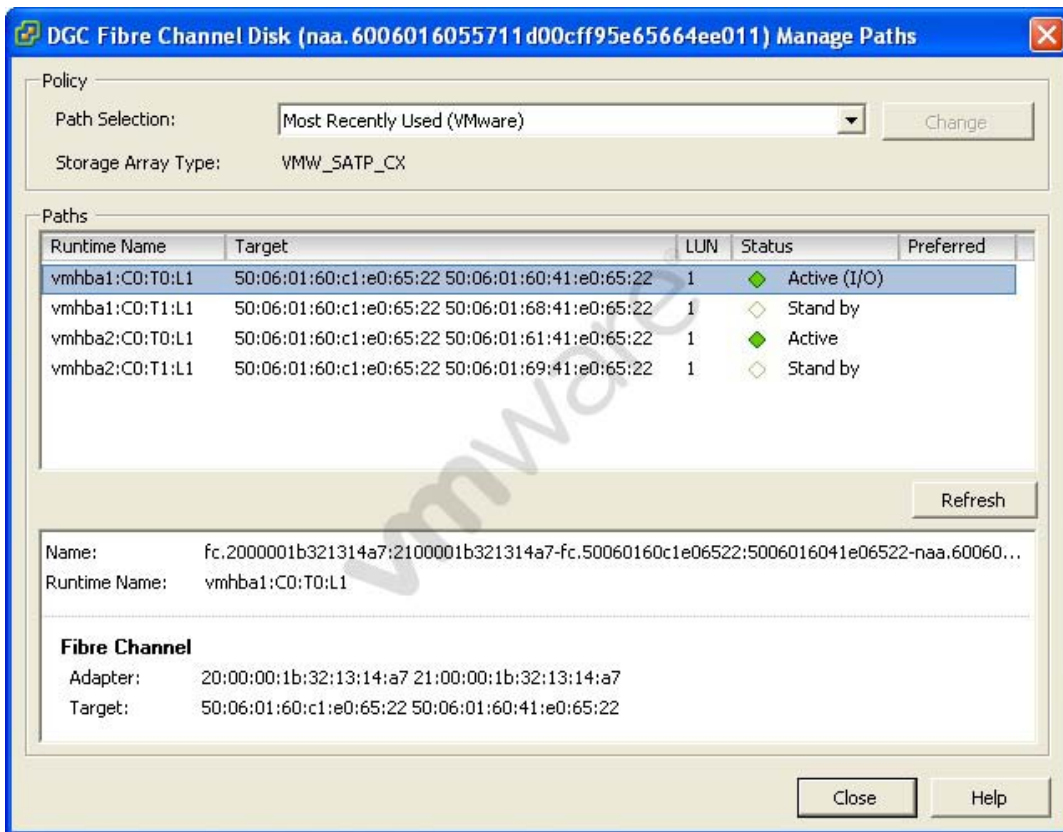 DGC Fibre Channel Disk (naa.6006016055711d00cff95e65664ee011) Manage Paths
Policy
Path Selection: Most Recently Used (VMware) Change
Storage Array Type: VMW_SATP_CX
Paths
Runtime Name Target LUN Status Preferred
vmhba1:C0:T0:L1 50:06:01:60:c1:e0:65:22 50:06:01:60:41:e0:65:22 1 Active (I/O)
vmhba1:C0:T1:L1 50:06:01:60:c1:e0:65:22 50:06:01:68:41:e0:65:22 1 Stand by
vmhba2:C0:T0:L1 50:06:01:60:c1:e0:65:22 50:06:01:61:41:e0:65:22 1 Active
vmhba2:C0:T1:L1 50:06:01:60:c1:e0:65:22 50:06:01:69:41:e0:65:22 1 Stand by
vmware®
Refresh
Name: fc.2000001b321314a7:2100001b321314a7-fc.50060160c1e06522:5006016041e06522-naa.60060...
Runtime Name: vmhba1:C0:T0:L1
Fibre Channel
Adapter: 20:00:00:1b:32:13:14:a7 21:00:00:1b:32:13:14:a7
Target: 50:06:01:60:c1:e0:65:22 50:06:01:60:41:e0:65:22
Close Help